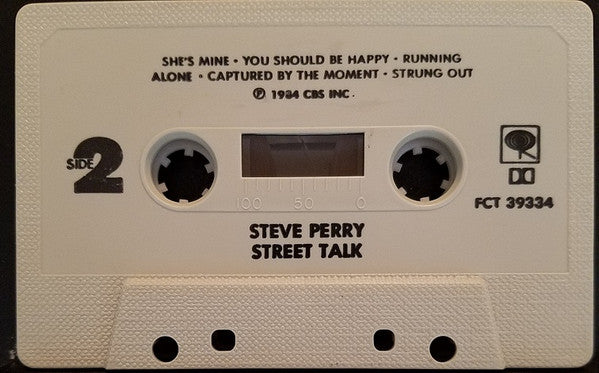 SHE'S MINE • YOU SHOULD BE HAPPY • RUNNING
ALONE • CAPTURED BY THE MOMENT • STRUNG OUT
℗ 1984 CBS INC.
SIDE 2
100 50 0
FCT 39334
STEVE PERRY
STREET TALK